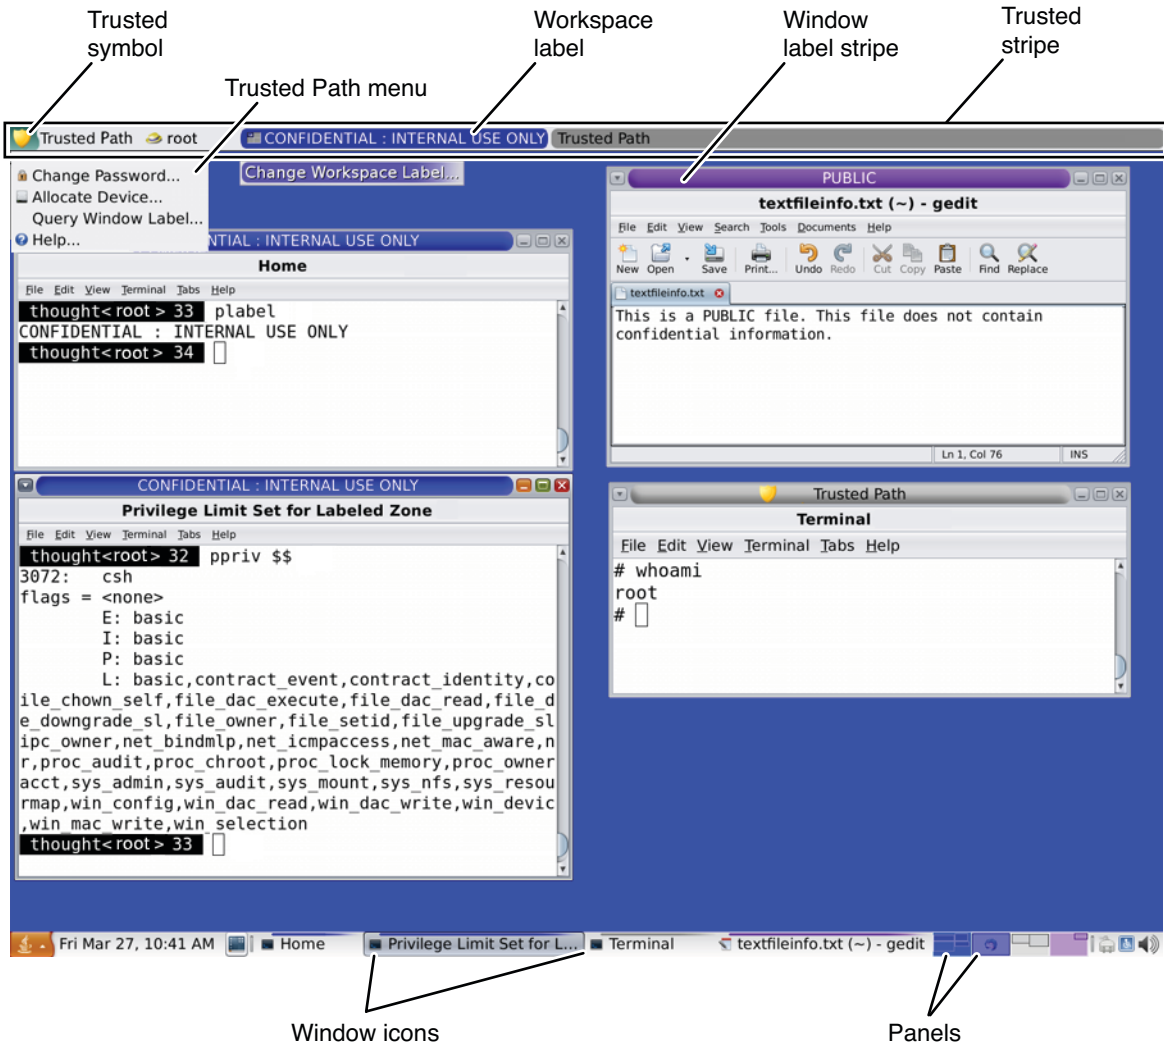 Trusted
symbol
Workspace
label
Window
label stripe
Trusted
stripe
Trusted Path menu
Trusted Path root CONFIDENTIAL : INTERNAL USE ONLY Trusted Path
Change Password...
Allocate Device...
Query Window Label...
Help...
Change Workspace Label...
NTIAL : INTERNAL USE ONLY
Home
File Edit View Terminal Tabs Help
thought<root> 33 plabel
CONFIDENTIAL : INTERNAL USE ONLY
thought<root> 34
PUBLIC
textfileinfo.txt (~) - gedit
File Edit View Search Tools Documents Help
New Open Save Print... Undo Redo Cut Copy Paste Find Replace
textfileinfo.txt
This is a PUBLIC file. This file does not contain
confidential information.
Ln 1, Col 76 INS
CONFIDENTIAL : INTERNAL USE ONLY
Privilege Limit Set for Labeled Zone
File Edit View Terminal Tabs Help
thought<root> 32 ppriv $$
3072: csh
flags = <none>
E: basic
I: basic
P: basic
L: basic,contract_event,contract_identity,co
ile_chown_self,file_dac_execute,file_dac_read,file_d
e_downgrade_sl,file_owner,file_setid,file_upgrade_sl
ipc_owner,net_bindmlp,net_icmpaccess,net_mac_aware,n
r,proc_audit,proc_chroot,proc_lock_memory,proc_owner
acct,sys_admin,sys_audit,sys_mount,sys_nfs,sys_resou
rmap,win_config,win_dac_read,win_dac_write,win_devic
,win_mac_write,win_selection
thought<root> 33
Trusted Path
Terminal
File Edit View Terminal Tabs Help
# whoami
root
#
Fri Mar 27, 10:41 AM Home Privilege Limit Set for L... Terminal textfileinfo.txt (~) - gedit
Window icons
Panels